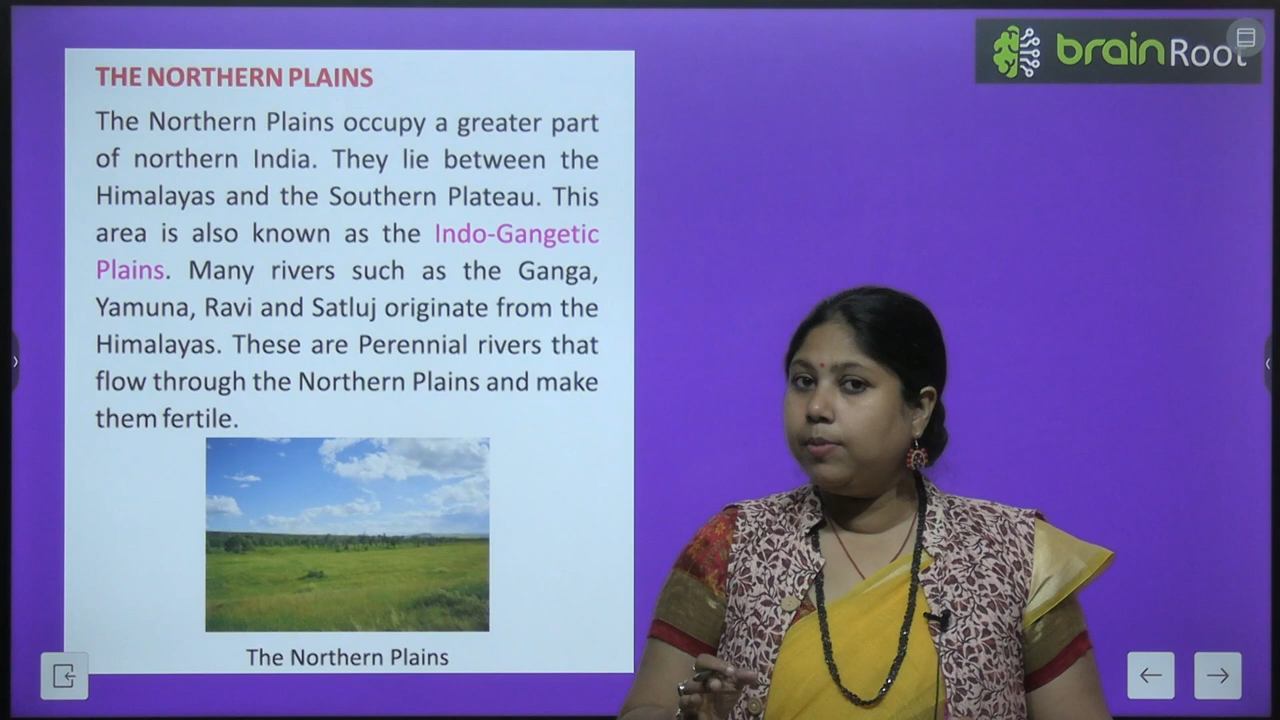 THE NORTHERN PLAINS
The Northern Plains occupy a greater part
of northern India. They lie between the
Himalayas and the Southern Plateau. This
area is also known as the Indo-Gangetic
Plains. Many rivers such as the Ganga,
Yamuna, Ravi and Satluj originate from the
Himalayas. These are Perennial rivers that
flow through the Northern Plains and make
them fertile.
The Northern Plains
brainRoot